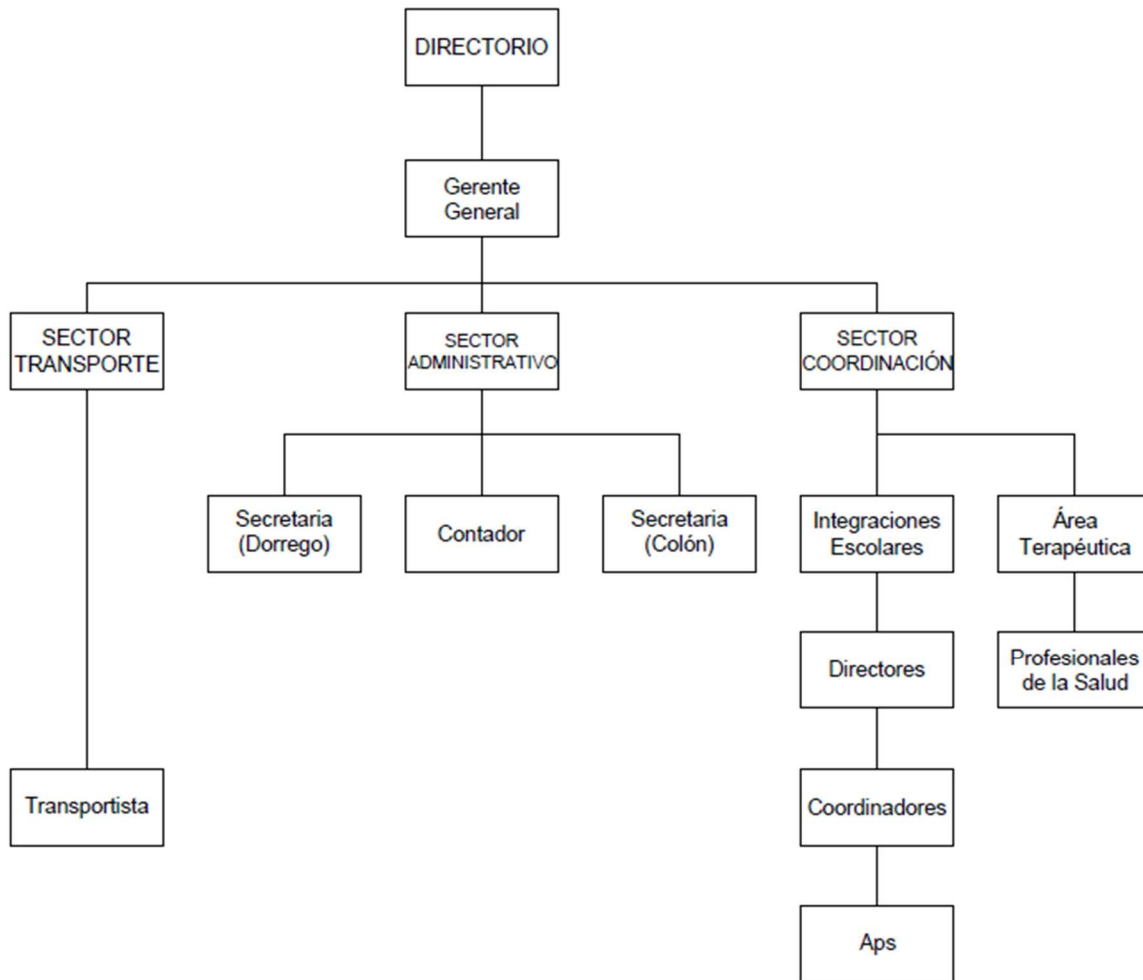 DIRECTORIO
Gerente
General
SECTOR
TRANSPORTE
SECTOR
ADMINISTRATIVO
SECTOR
COORDINACIÓN
Secretaria
(Dorrego)
Contador
Secretaria
(Colón)
Integraciones
Escolares
Área
Terapéutica
Directores
Profesionales
de la Salud
Transportista
Coordinadores
Aps